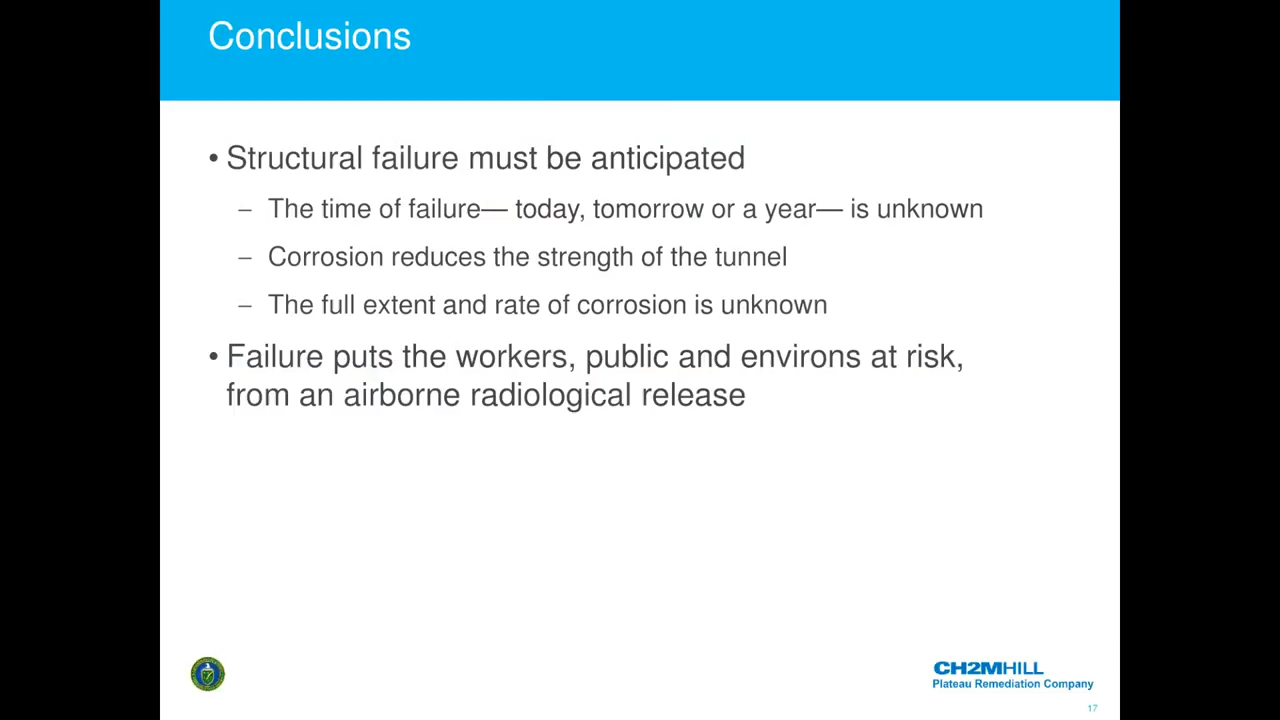 Conclusions
• Structural failure must be anticipated
– The time of failure— today, tomorrow or a year— is unknown
– Corrosion reduces the strength of the tunnel
– The full extent and rate of corrosion is unknown
• Failure puts the workers, public and environs at risk,
from an airborne radiological release
CH2MHILL
Plateau Remediation Company
17